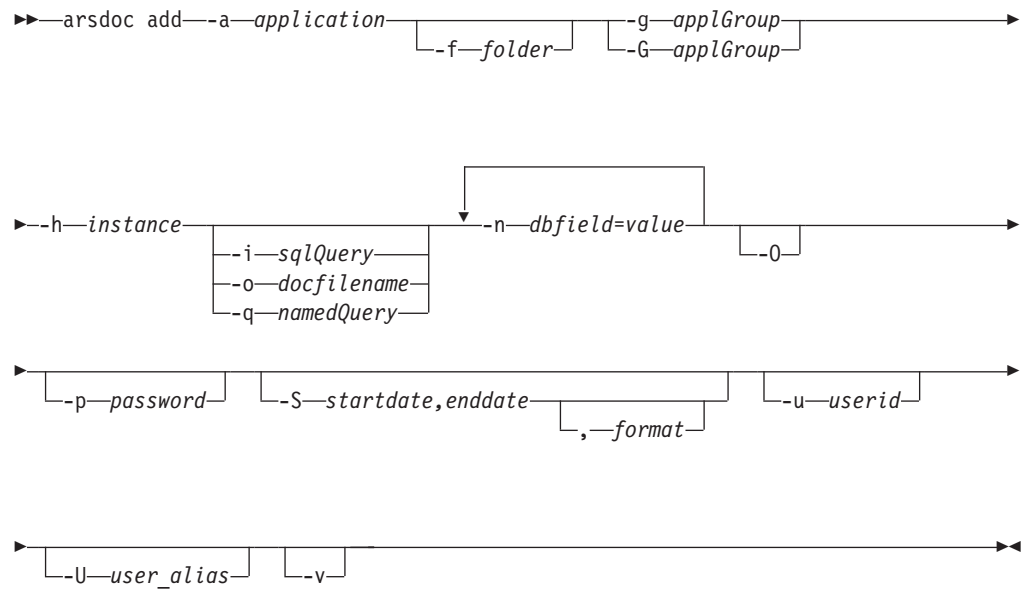 arsdoc add -a application -g applGroup
-f folder -G applGroup
-h instance -n dbfield=value
-i sqlQuery -O
-o docfilename
-q namedQuery
-p password -S startdate,enddate -u userid
, format
-U user_alias -v